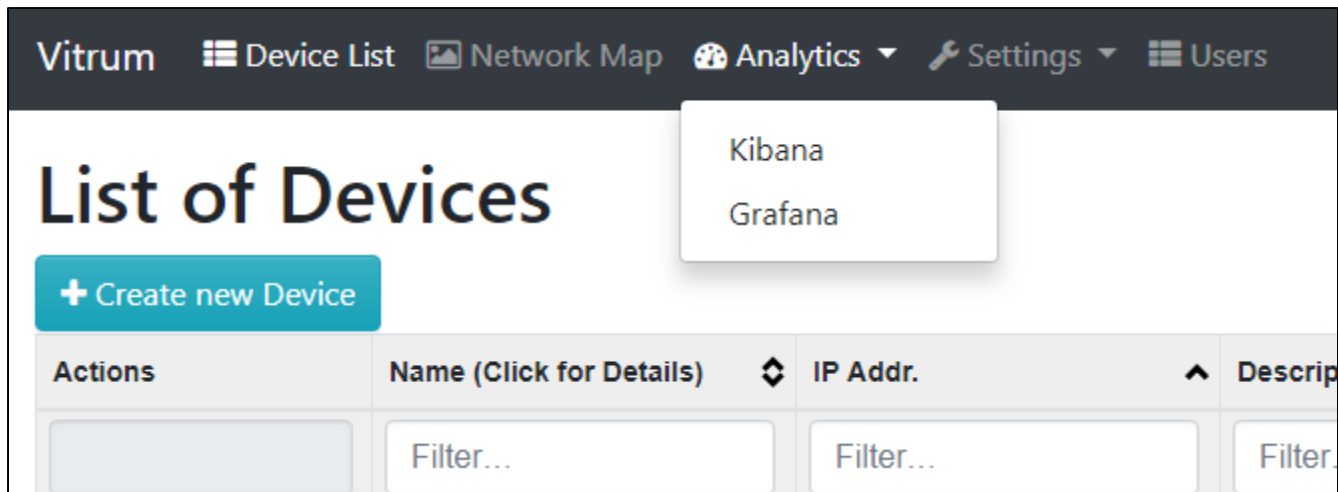 Vitrum Device List Network Map Analytics Settings Users
Kibana
Grafana
List of Devices
Create new Device
Actions Name (Click for Details) IP Addr. Descrip
Filter... Filter... Filter.